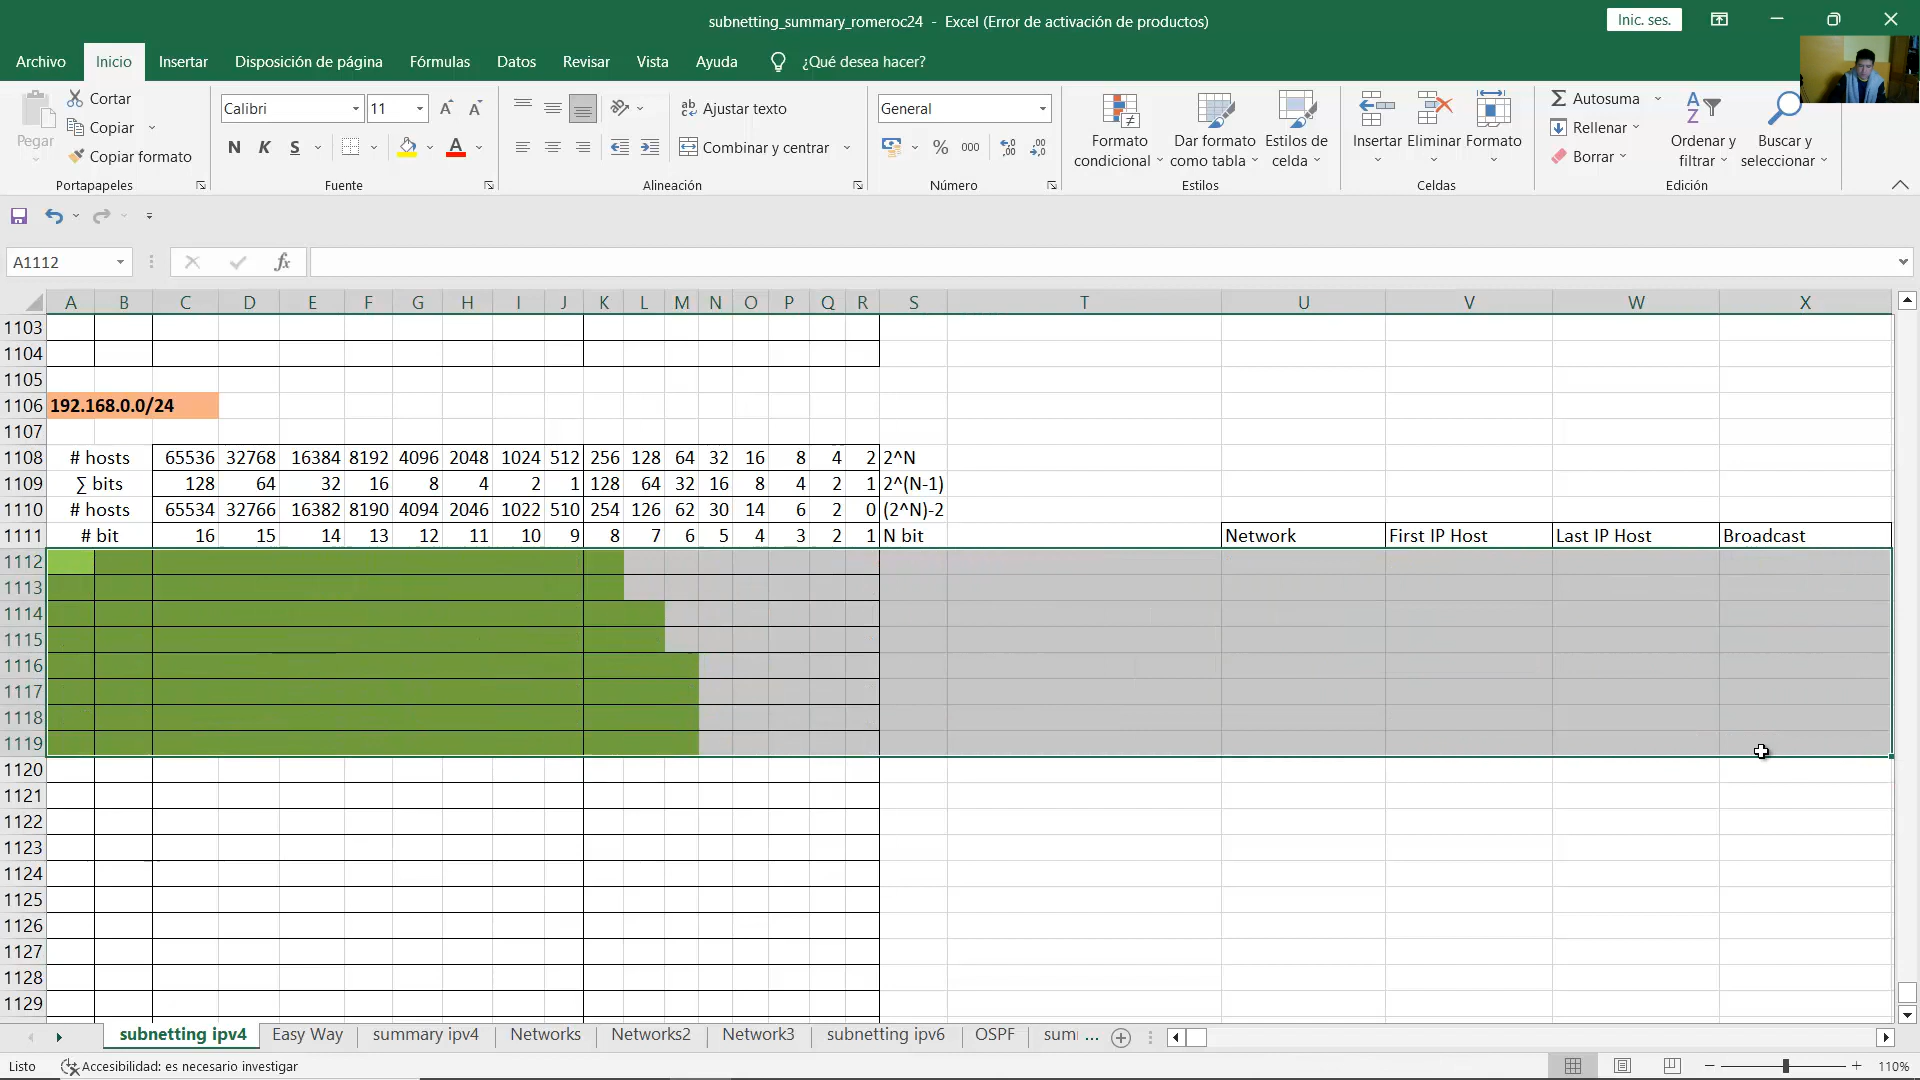 subnetting_summary_romeroc24 - Excel (Error de activación de productos)
Inic. ses.
Archivo Inicio Insertar Disposición de página Fórmulas Datos Revisar Vista Ayuda ¿Qué desea hacer?
Pegar
Cortar
Copiar
Copiar formato
Portapapeles
Calibri 11
N K S
Fuente
Ajustar texto
Combinar y centrar
Alineación
General
% 000
Número
Formato condicional
Dar formato como tabla
Estilos de celda
Estilos
Insertar Eliminar Formato
Celdas
Autosuma
Rellenar
Borrar
Ordenar y filtrar
Buscar y seleccionar
Edición
A1112 fx
A B C D E F G H I J K L M N O P Q R S T U V W X
1103
1104
1105
1106 192.168.0.0/24
1107
1108 # hosts 65536 32768 16384 8192 4096 2048 1024 512 256 128 64 32 16 8 4 2 2^N
1109 ∑ bits 128 64 32 16 8 4 2 1 128 64 32 16 8 4 2 1 2^(N-1)
1110 # hosts 65534 32766 16382 8190 4094 2046 1022 510 254 126 62 30 14 6 2 0 (2^N)-2
1111 # bit 16 15 14 13 12 11 10 9 8 7 6 5 4 3 2 1 N bit Network First IP Host Last IP Host Broadcast
1112
1113
1114
1115
1116
1117
1118
1119
1120
1121
1122
1123
1124
1125
1126
1127
1128
1129
subnetting ipv4 Easy Way summary ipv4 Networks Networks2 Network3 subnetting ipv6 OSPF sum ...
Listo Accesibilidad: es necesario investigar 110%